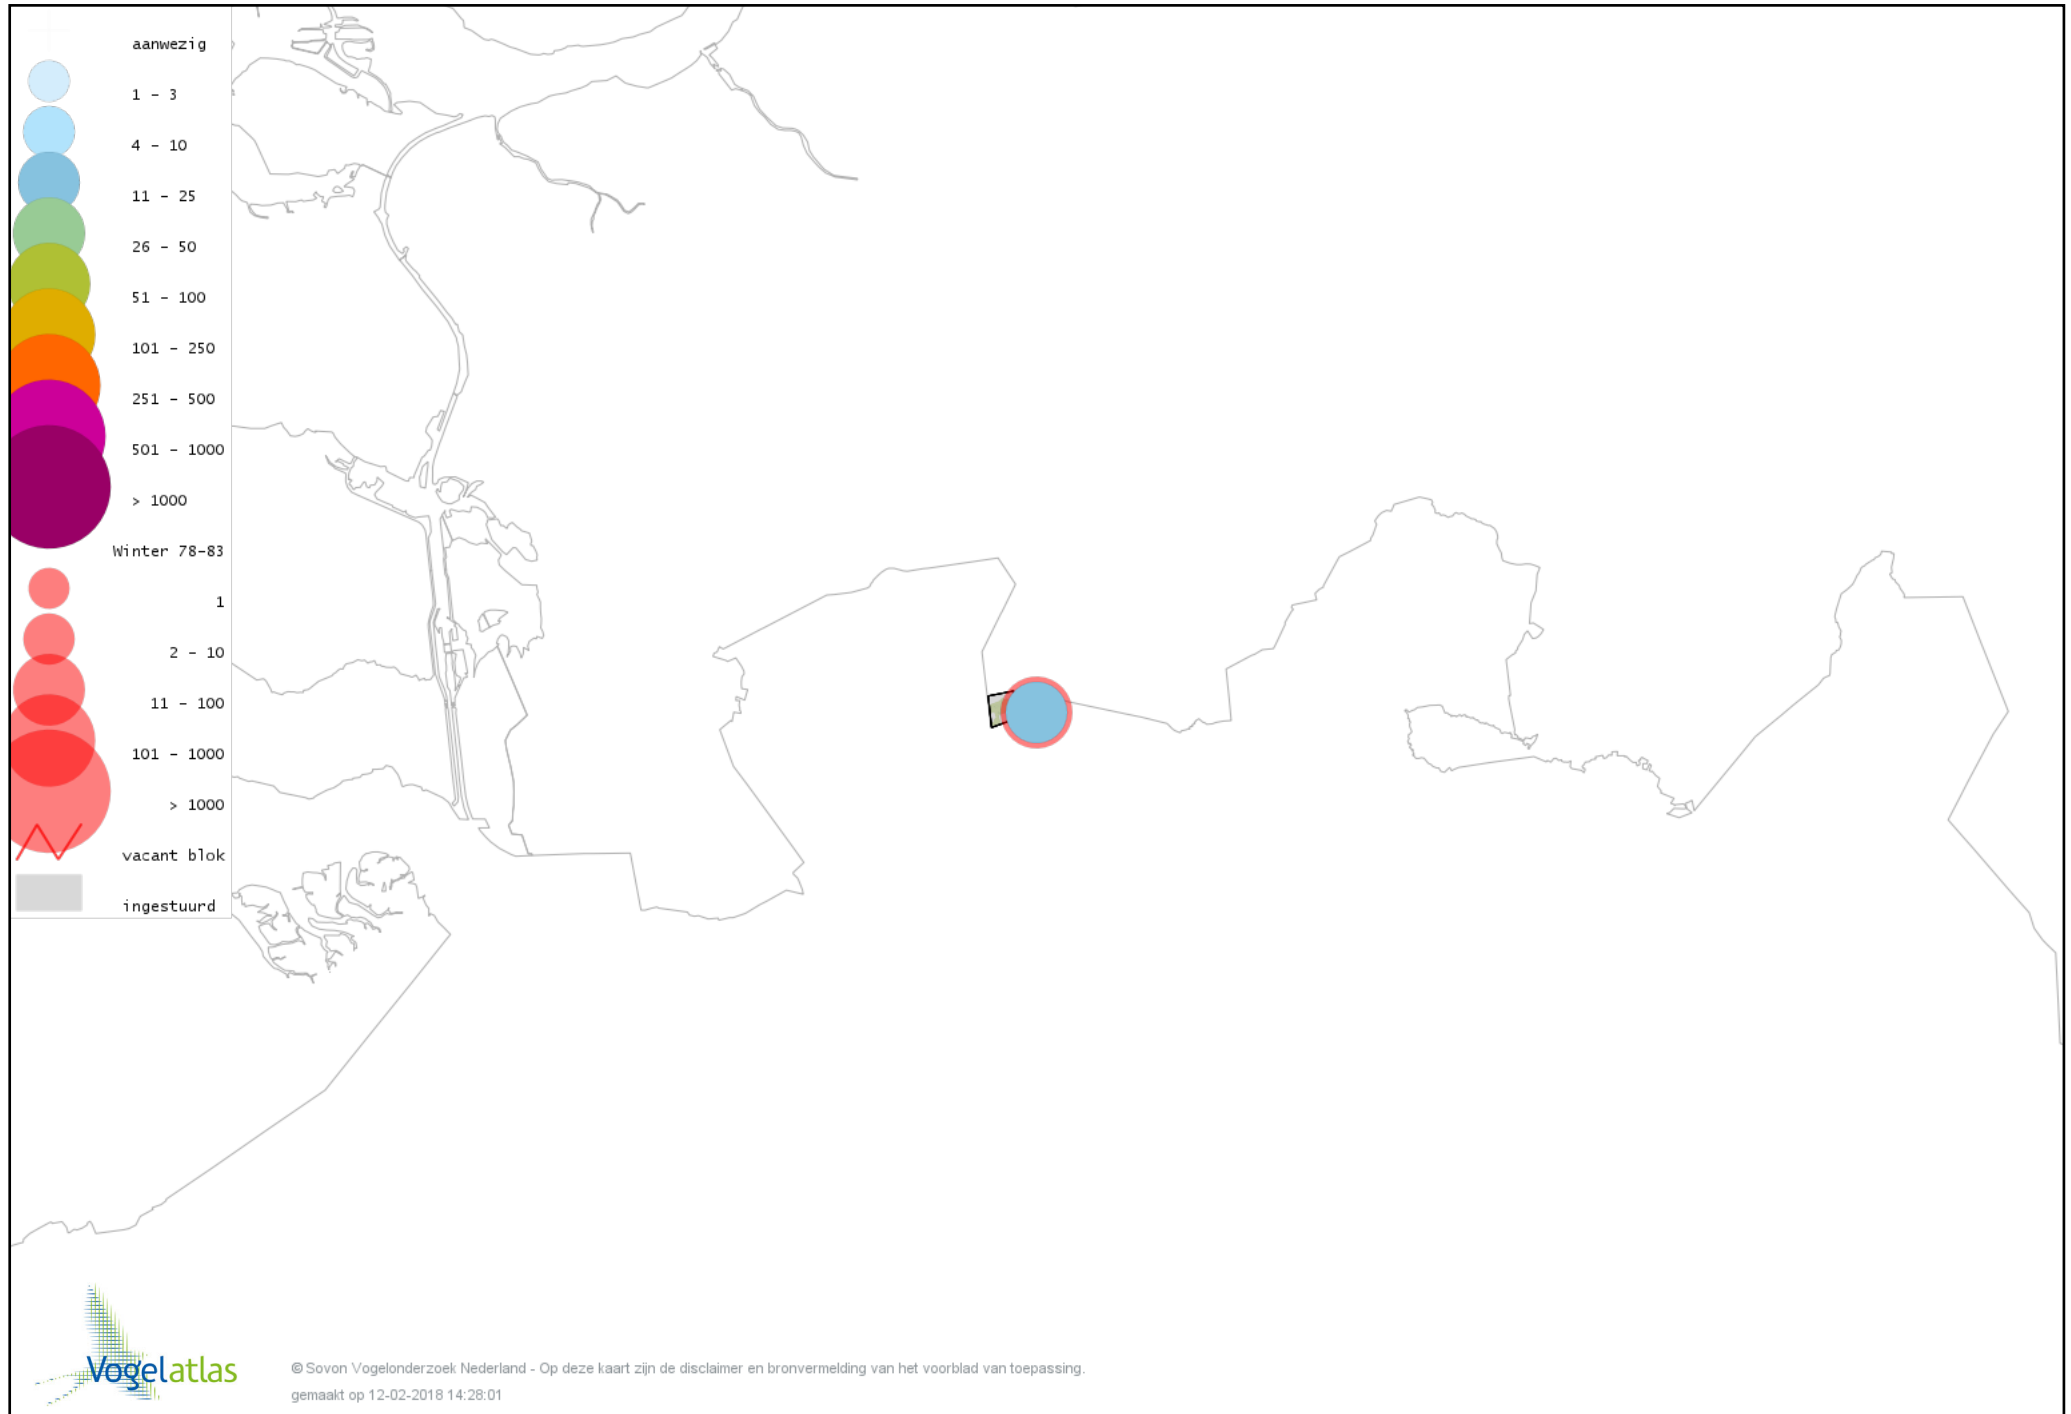 aanwezig
1 - 3
4 - 10
11 - 25
26 - 50
51 - 100
101 - 250
251 - 500
501 - 1000
> 1000
Winter 78-83
1
2 - 10
11 - 100
101 - 1000
> 1000
vacant blok
ingestuurd
Vogelatlas
© Sovon Vogelonderzoek Nederland - Op deze kaart zijn de disclaimer en bronvermelding van het voorblad van toepassing.
gemaakt op 12-02-2018 14:28:01